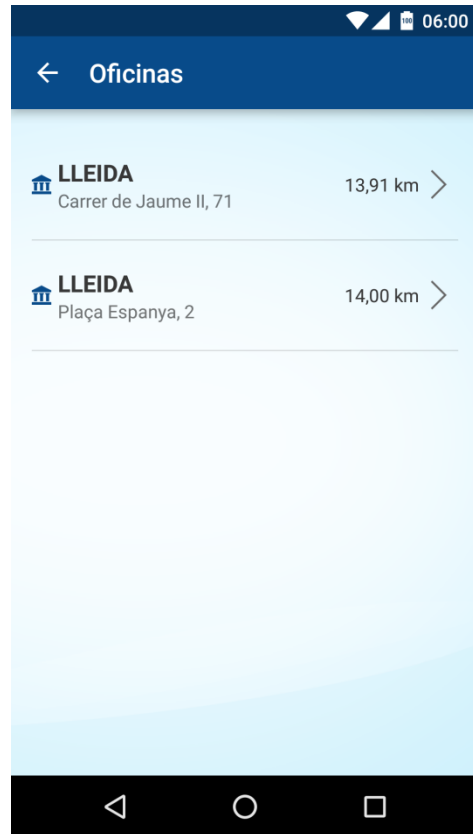 100 06:00
Oficinas
LLEIDA
Carrer de Jaume II, 71
13,91 km
LLEIDA
Plaça Espanya, 2
14,00 km